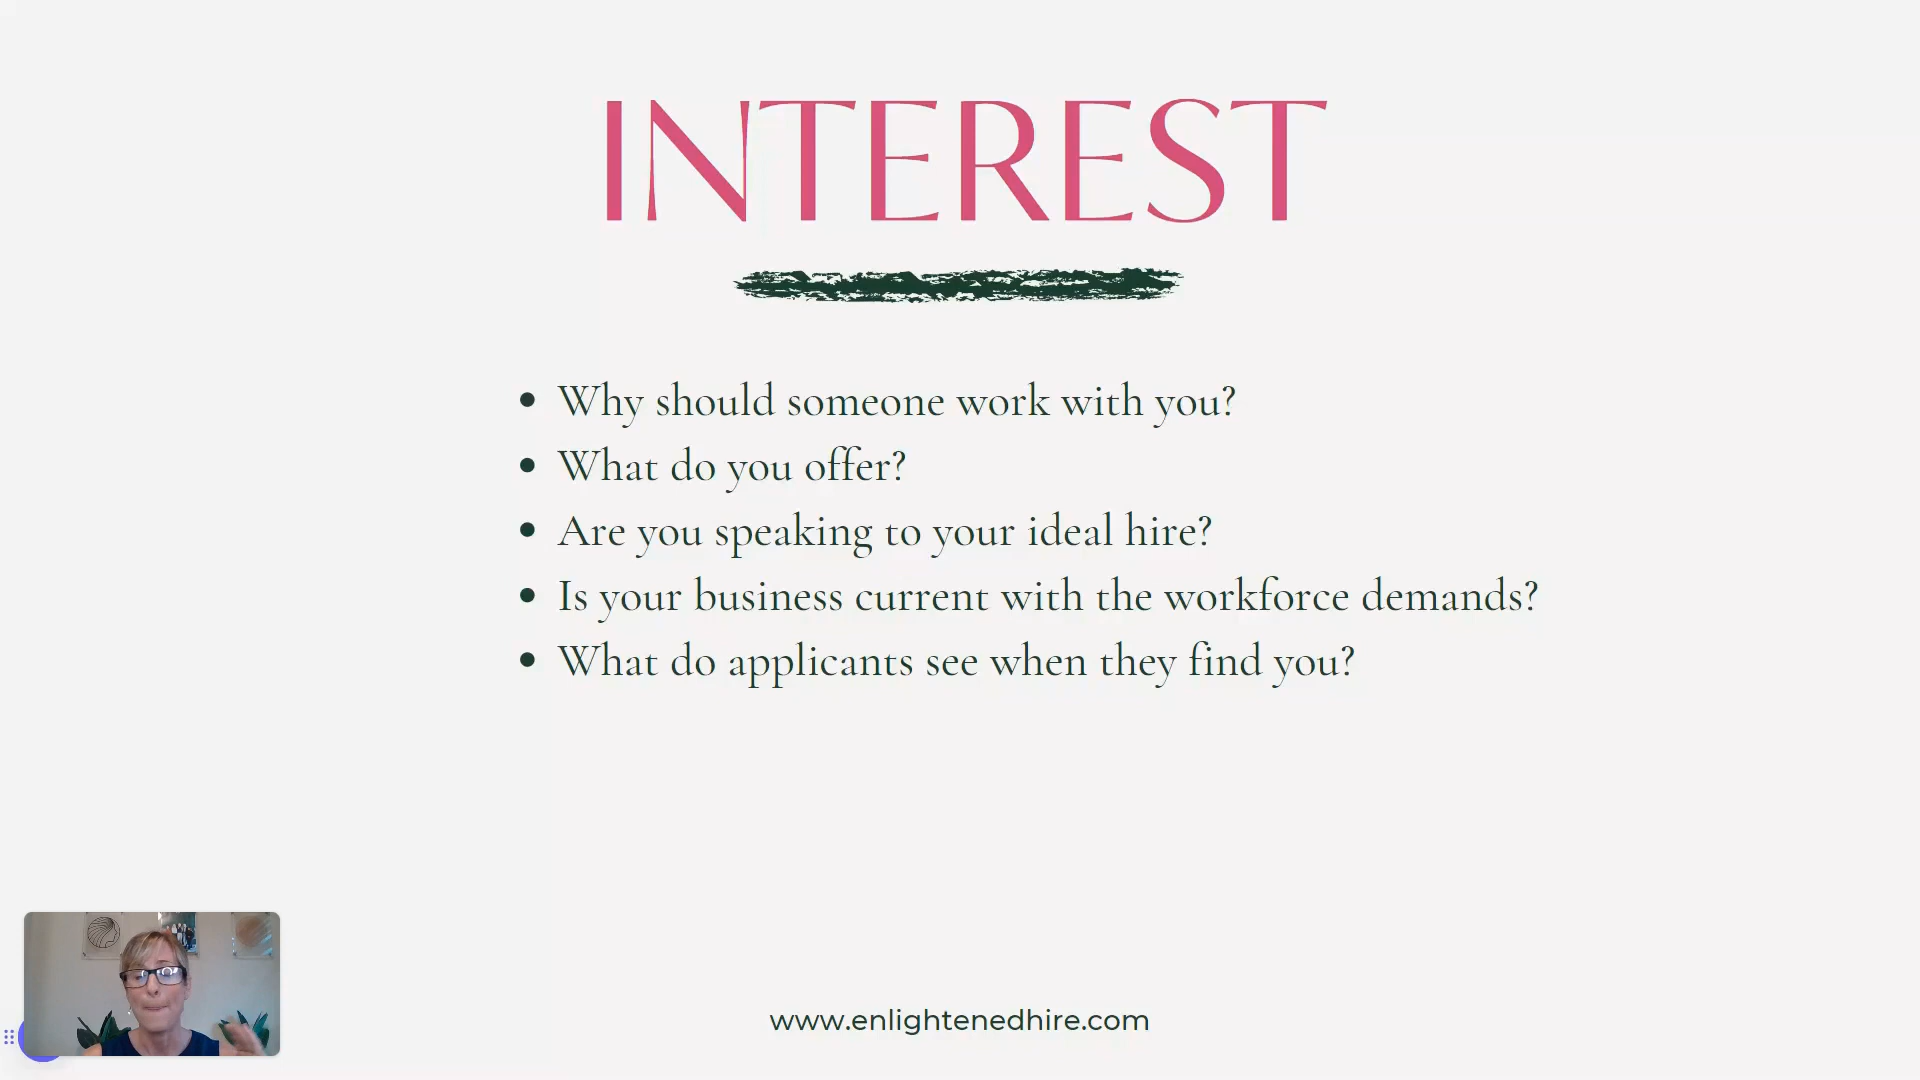 INTEREST
Why should someone work with you?
What do you offer?
Are you speaking to your ideal hire?
Is your business current with the workforce demands?
What do applicants see when they find you?
www.enlightenedhire.com